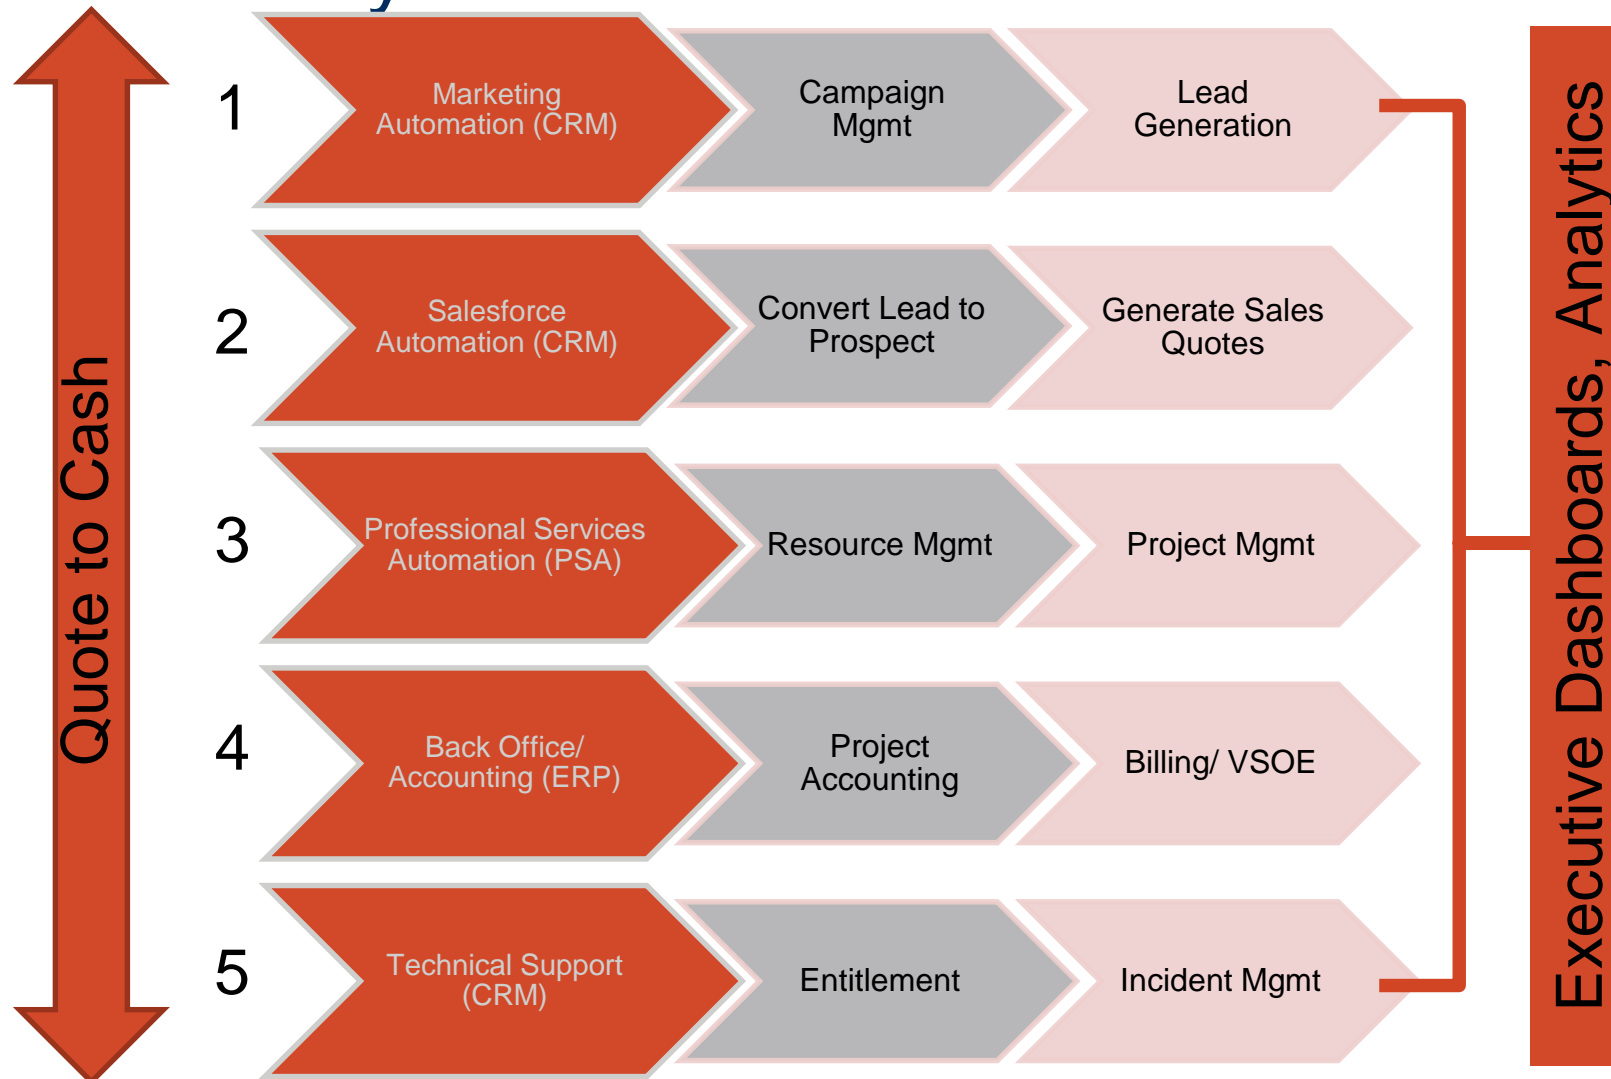 Quote to Cash
1
Marketing
Automation (CRM)
Campaign
Mgmt
Lead
Generation
2
Salesforce
Automation (CRM)
Convert Lead to
Prospect
Generate Sales
Quotes
3
Professional Services
Automation (PSA)
Resource Mgmt
Project Mgmt
4
Back Office/
Accounting (ERP)
Project
Accounting
Billing/ VSOE
5
Technical Support
(CRM)
Entitlement
Incident Mgmt
Executive Dashboards, Analytics